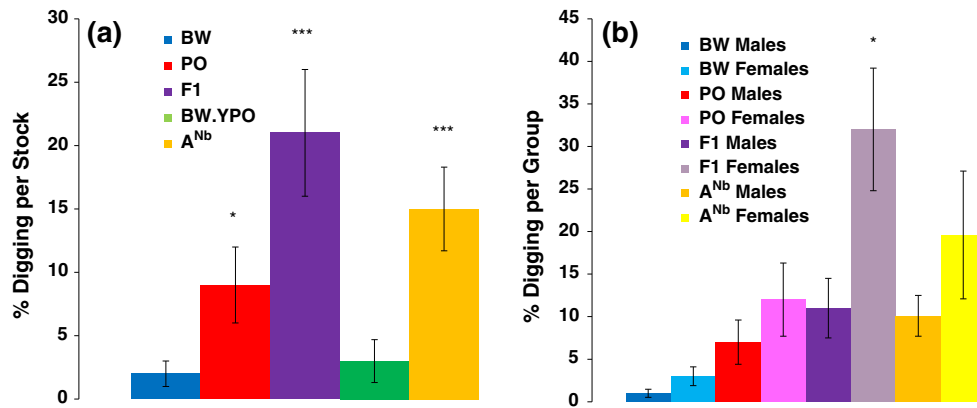 (a)
% Digging per Stock
30
25
20
15
10
5
0
BW
PO
F1
BW.YPO
A^Nb
*
***
***
(b)
% Digging per Group
45
40
35
30
25
20
15
10
5
0
BW Males
BW Females
PO Males
PO Females
F1 Males
F1 Females
A^Nb Males
A^Nb Females
*